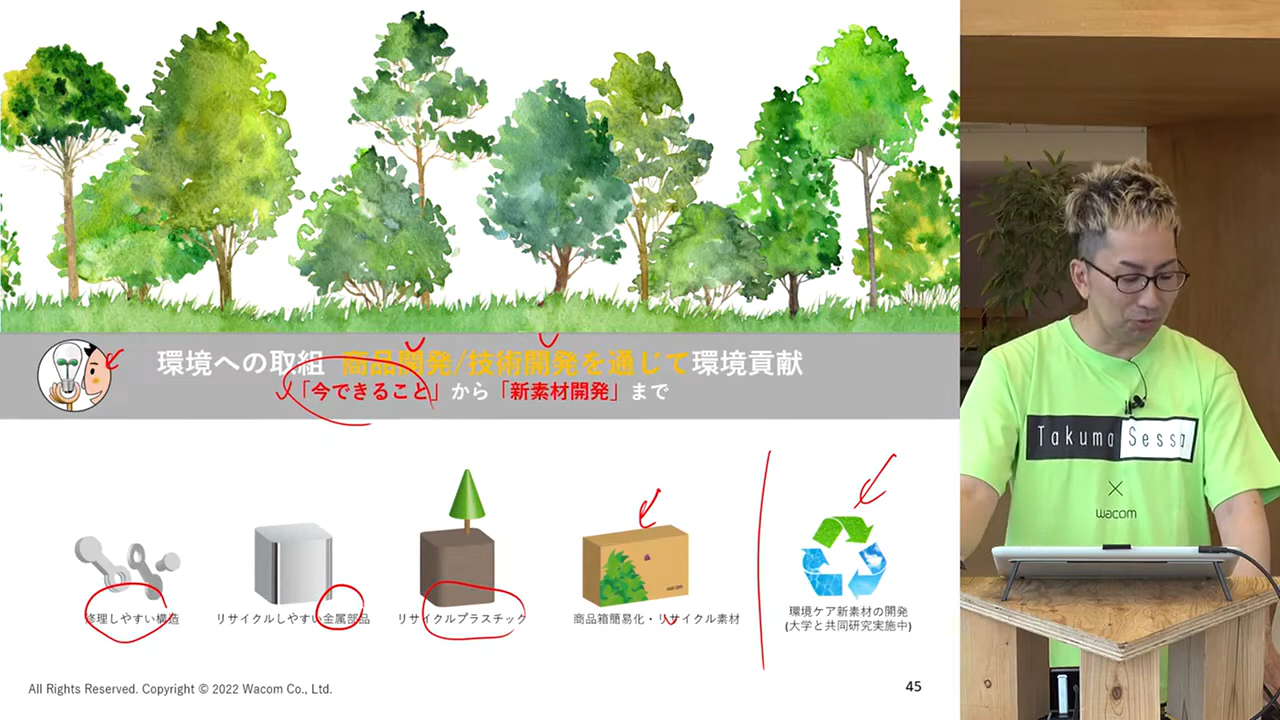 環境への取組 商品開発/技術開発を通じて環境貢献
「今できること」から「新素材開発」まで
修理しやすい構造
リサイクルしやすい金属部品
リサイクルプラスチック
wacom
商品箱簡易化・リサイクル素材
環境ケア新素材の開発
(大学と共同研究実施中)
All Rights Reserved. Copyright © 2022 Wacom Co., Ltd.
45
Takuma Sessa
×
wacom